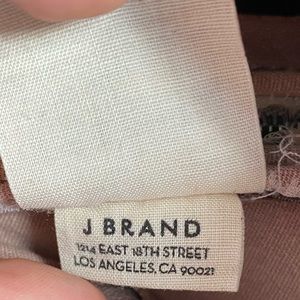 J BRAND
1214 EAST 18TH STREET
LOS ANGELES, CA 90021